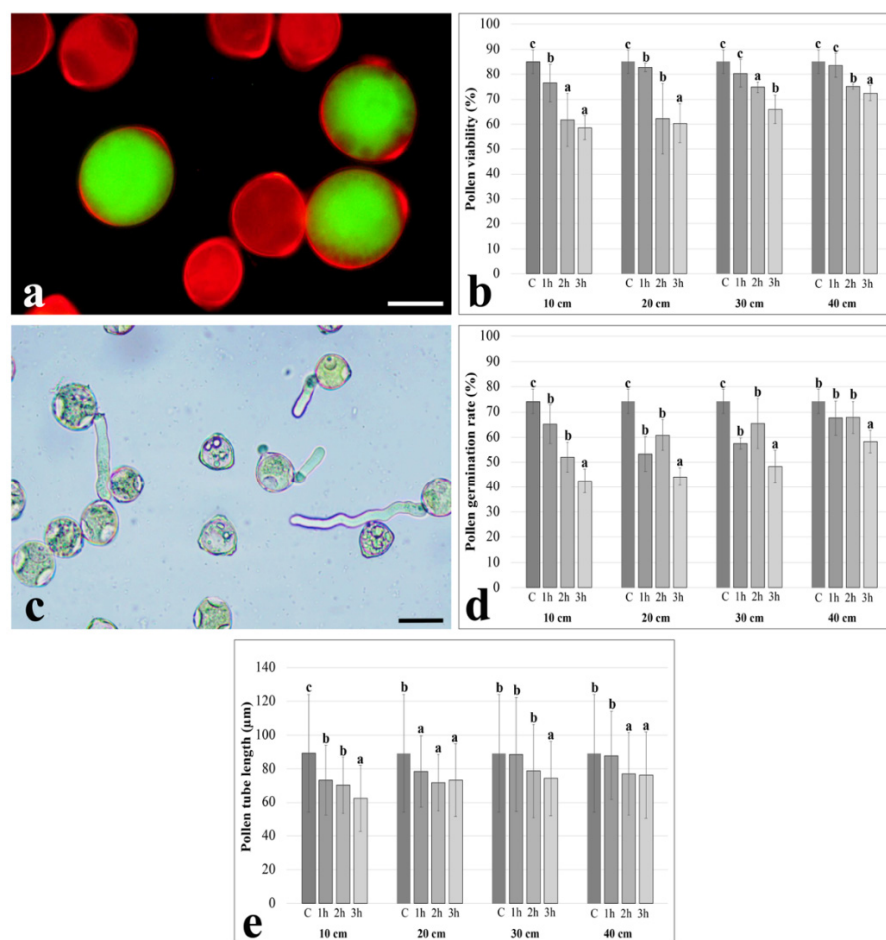 a
Pollen viability (%)
100
90
80
70
60
50
40
30
20
10
0
c b a a c b b a c c a b c c b a
C 1h 2h 3h C 1h 2h 3h C 1h 2h 3h C 1h 2h 3h
10 cm 20 cm 30 cm 40 cm
b
c
Pollen germination rate (%)
100
90
80
70
60
50
40
30
20
10
0
c b b a c b b a c b b a b b b a
C 1h 2h 3h C 1h 2h 3h C 1h 2h 3h C 1h 2h 3h
10 cm 20 cm 30 cm 40 cm
d
Pollen tube length (µm)
140
120
100
80
60
40
20
0
c b b a b a a a b b b a b b a a
C 1h 2h 3h C 1h 2h 3h C 1h 2h 3h C 1h 2h 3h
10 cm 20 cm 30 cm 40 cm
e